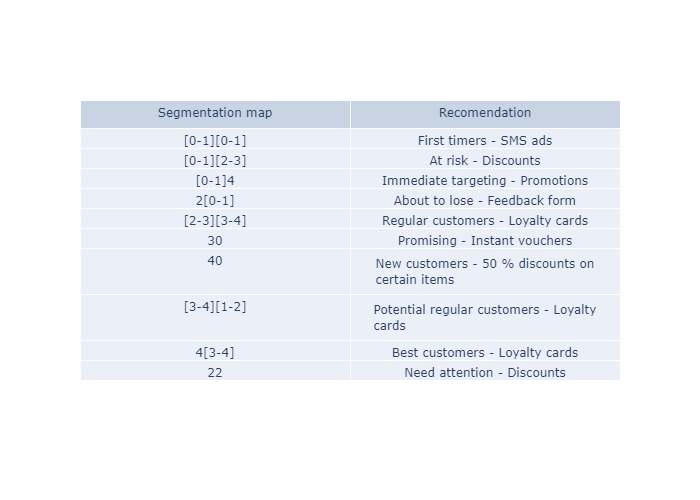 Segmentation map Recomendation
[0-1][0-1] First timers - SMS ads
[0-1][2-3] At risk - Discounts
[0-1]4 Immediate targeting - Promotions
2[0-1] About to lose - Feedback form
[2-3][3-4] Regular customers - Loyalty cards
30 Promising - Instant vouchers
40 New customers - 50 % discounts on
certain items
[3-4][1-2] Potential regular customers - Loyalty
cards
4[3-4] Best customers - Loyalty cards
22 Need attention - Discounts